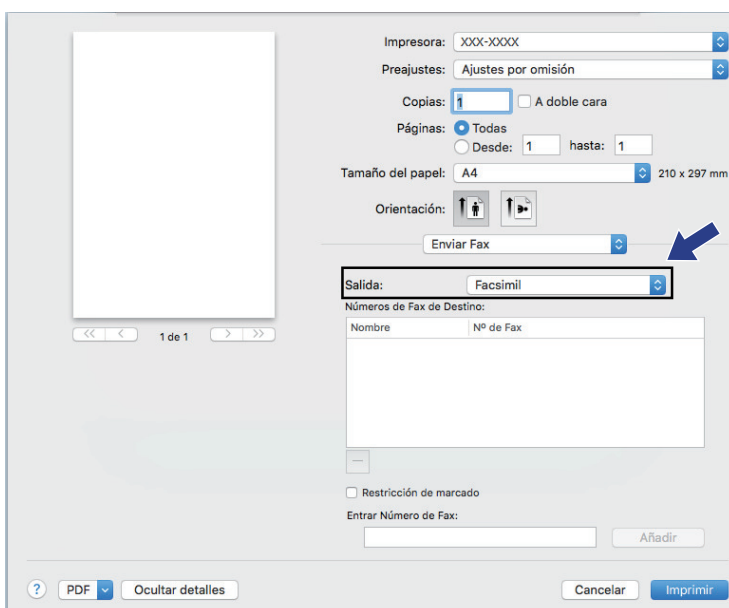 Impresora: XXX-XXXX
Preajustes: Ajustes por omisión
Copias: 1 A doble cara
Páginas: Todas
Desde: 1 hasta: 1
Tamaño del papel: A4 210 x 297 mm
Orientación:
Enviar Fax
Salida: Facsimil
Números de Fax de Destino:
Nombre Nº de Fax
<< < 1 de 1 > >>
Restricción de marcado
Entrar Número de Fax:
Añadir
? PDF Ocultar detalles Cancelar Imprimir